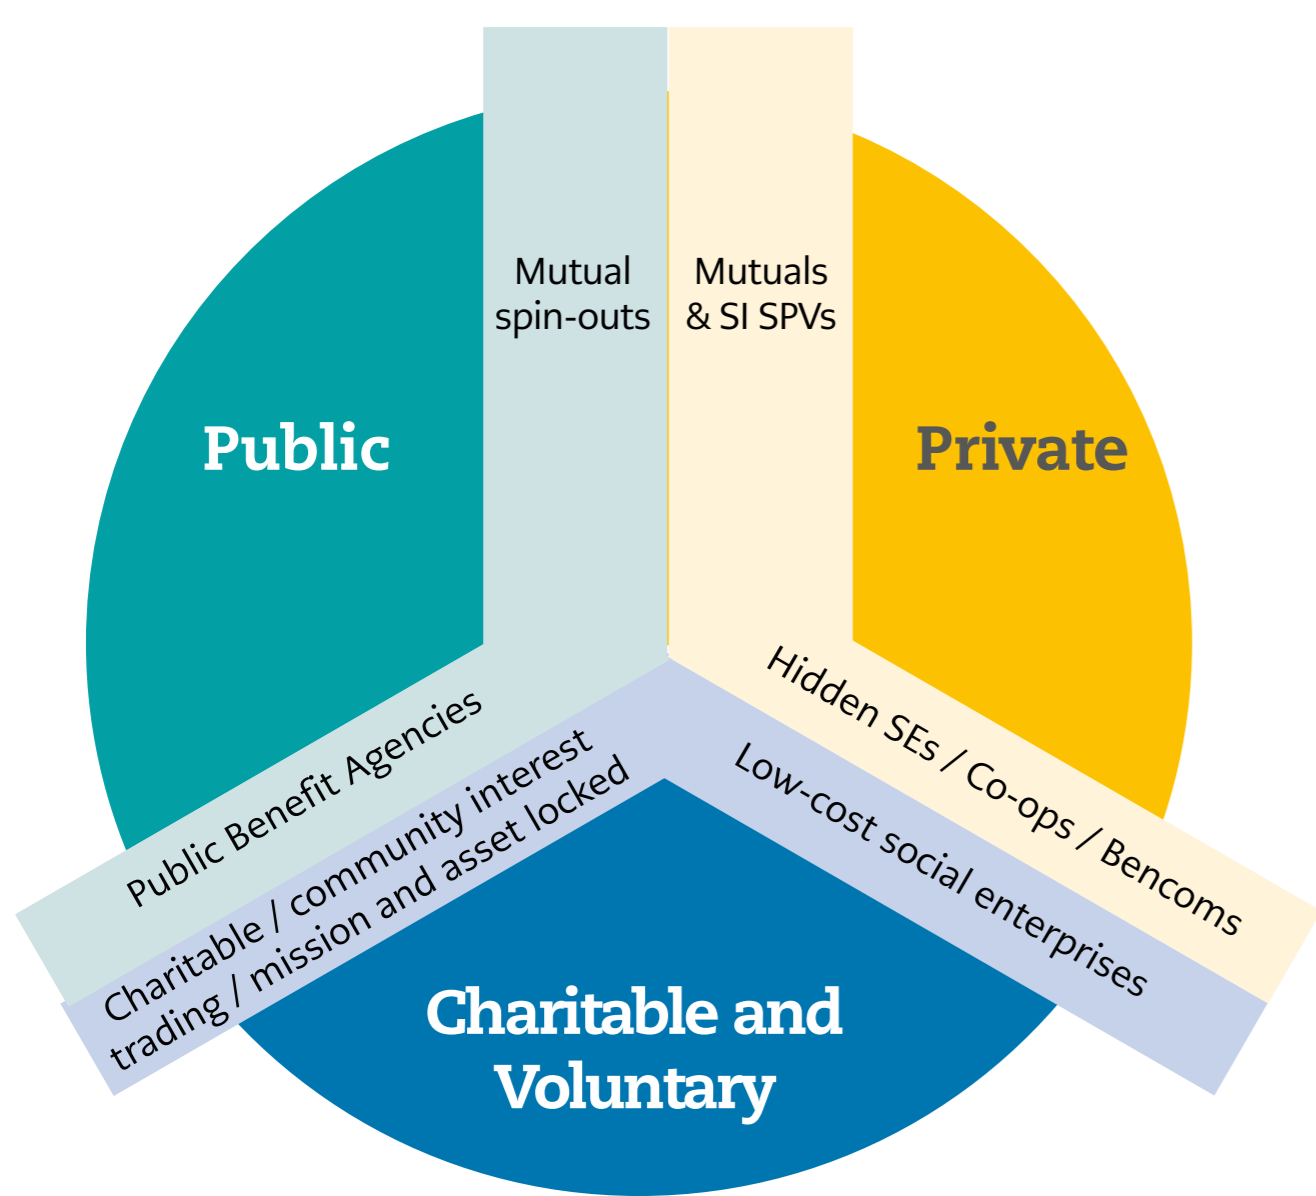 Mutual
spin-outs
Mutuals
& SI SPVs
Public
Private
Public Benefit Agencies
Charitable / community interest
trading / mission and asset locked
Hidden SEs / Co-ops / Bencoms
Low-cost social enterprises
Charitable and
Voluntary